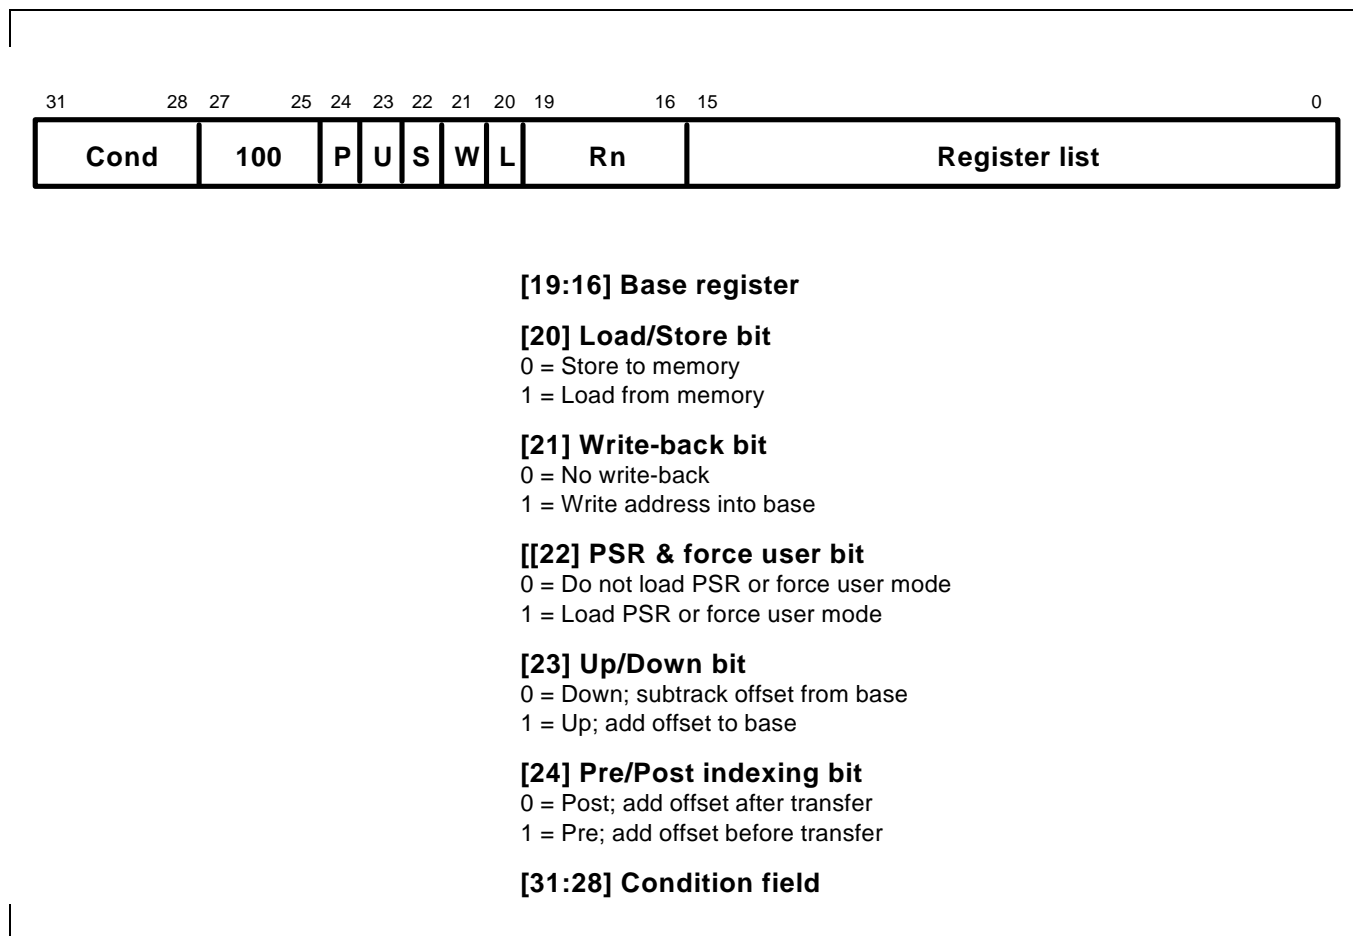 31 28 27 25 24 23 22 21 20 19 16 15 0
Cond 100 P U S W L Rn Register list
[19:16] Base register
[20] Load/Store bit
0 = Store to memory
1 = Load from memory
[21] Write-back bit
0 = No write-back
1 = Write address into base
[[22] PSR & force user bit
0 = Do not load PSR or force user mode
1 = Load PSR or force user mode
[23] Up/Down bit
0 = Down; subtrack offset from base
1 = Up; add offset to base
[24] Pre/Post indexing bit
0 = Post; add offset after transfer
1 = Pre; add offset before transfer
[31:28] Condition field